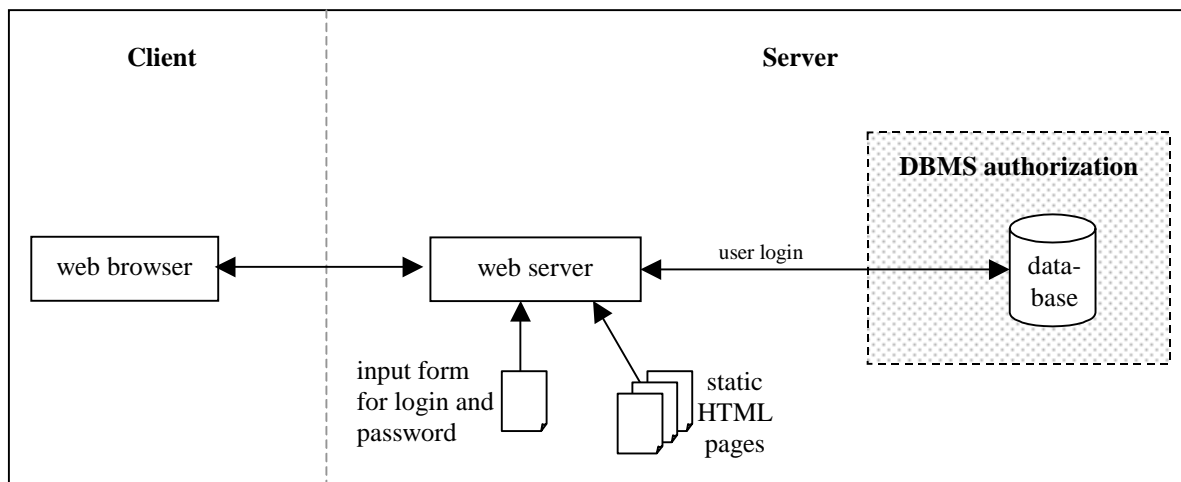 Client
Server
DBMS authorization
web browser
web server
user login
data-
base
input form
for login and
password
static
HTML
pages